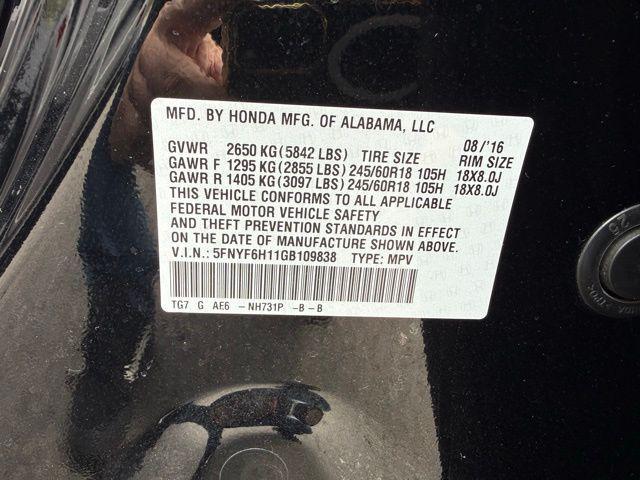 MFD. BY HONDA MFG. OF ALABAMA, LLC 08/'16
GVWR 2650 KG(5842 LBS) TIRE SIZE RIM SIZE
GAWR F 1295 KG(2855 LBS) 245/60R18 105H 18X8.0J
GAWR R 1405 KG(3097 LBS) 245/60R18 105H 18X8.0J
THIS VEHICLE CONFORMS TO ALL APPLICABLE
FEDERAL MOTOR VEHICLE SAFETY
AND THEFT PREVENTION STANDARDS IN EFFECT
ON THE DATE OF MANUFACTURE SHOWN ABOVE.
V.I.N.: 5FNYF6H11GB109838 TYPE: MPV
TG7 G AE6 -NH731P -B -B